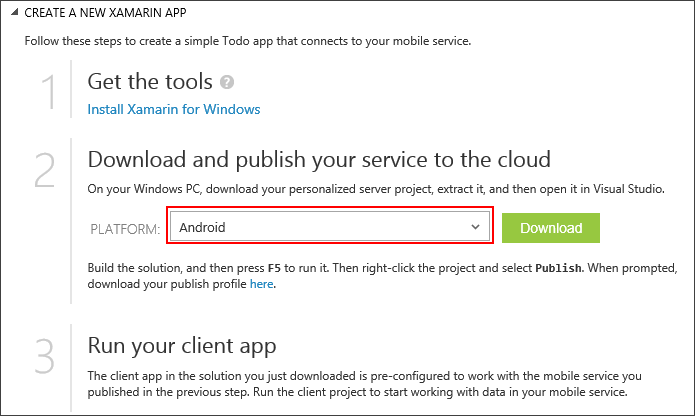 CREATE A NEW XAMARIN APP
Follow these steps to create a simple Todo app that connects to your mobile service.
1
Get the tools ?
Install Xamarin for Windows
2
Download and publish your service to the cloud
On your Windows PC, download your personalized server project, extract it, and then open it in Visual Studio.
PLATFORM: Android Download
Build the solution, and then press F5 to run it. Then right-click the project and select Publish. When prompted,
download your publish profile here.
3
Run your client app
The client app in the solution you just downloaded is pre-configured to work with the mobile service you
published in the previous step. Run the client project to start working with data in your mobile service.